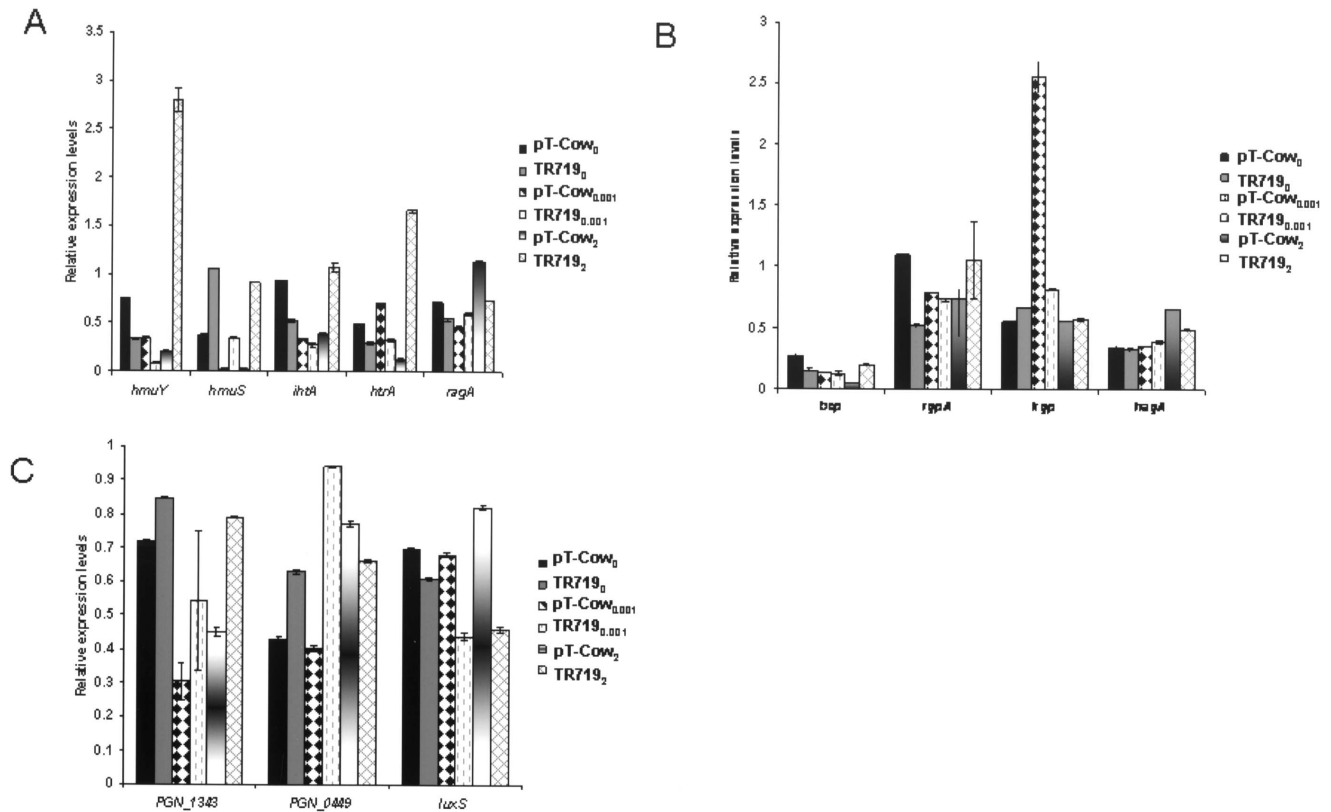 A
3.5
3
2.5
2
1.5
1
0.5
0
Relative expression levels
hmuY hmuS ihtA htrA ragA
pT-Cow0
TR7190
pT-Cow0.001
TR7190.001
pT-Cow2
TR7192
B
3
2.5
2
1.5
1
0.5
0
Relative expression levels
rgpA hagA
pT-Cow0
TR7190
pT-Cow0.001
TR7190.001
pT-Cow2
TR7192
C
1
0.9
0.8
0.7
0.6
0.5
0.4
0.3
0.2
0.1
0
Relative expression levels
PGN_1343 PGN_0449 luxS
pT-Cow0
TR7190
pT-Cow0.001
TR7190.001
pT-Cow2
TR7192